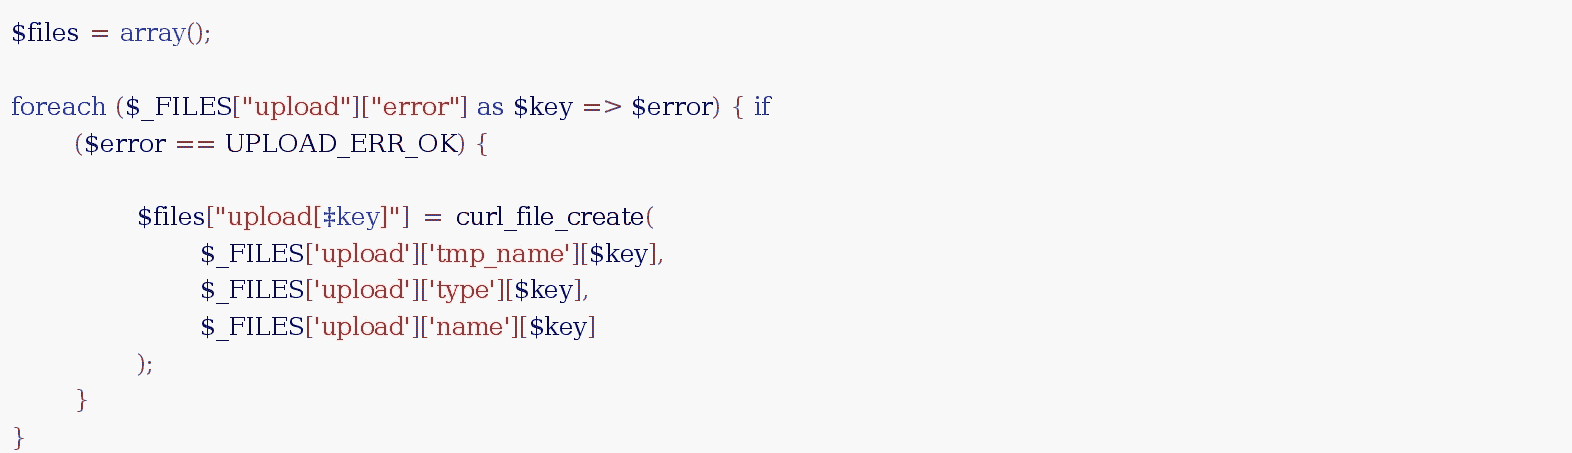 $files = array();
foreach ($_FILES["upload"]["error"] as $key => $error) { if
($error == UPLOAD_ERR_OK) {
$files["upload[‡key]"] = curl_file_create(
$_FILES['upload']['tmp_name'][$key],
$_FILES['upload']['type'][$key],
$_FILES['upload']['name'][$key]
);
}
}